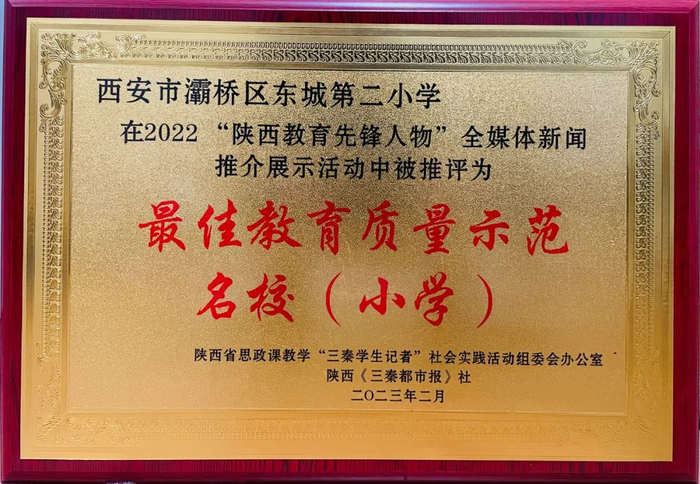 西安市灞桥区东城第二小学
在2022“陕西教育先锋人物”全媒体新闻
推介展示活动中被推评为
最佳教育质量示范
名校（小学）
陕西省思政课教学“三秦学生记者”社会实践活动组委会办公室
陕西《三秦都市报》社
二〇二三年二月